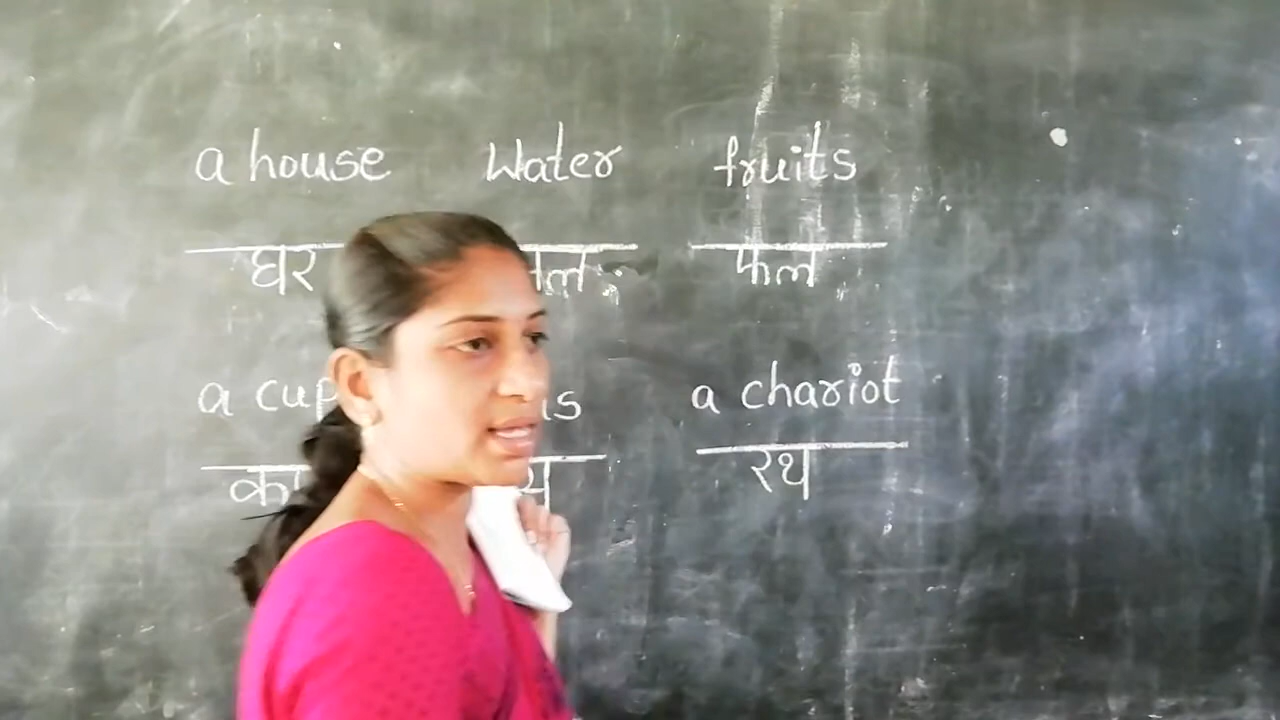 a house Water fruits
घर फल
a cup a chariot
रथ